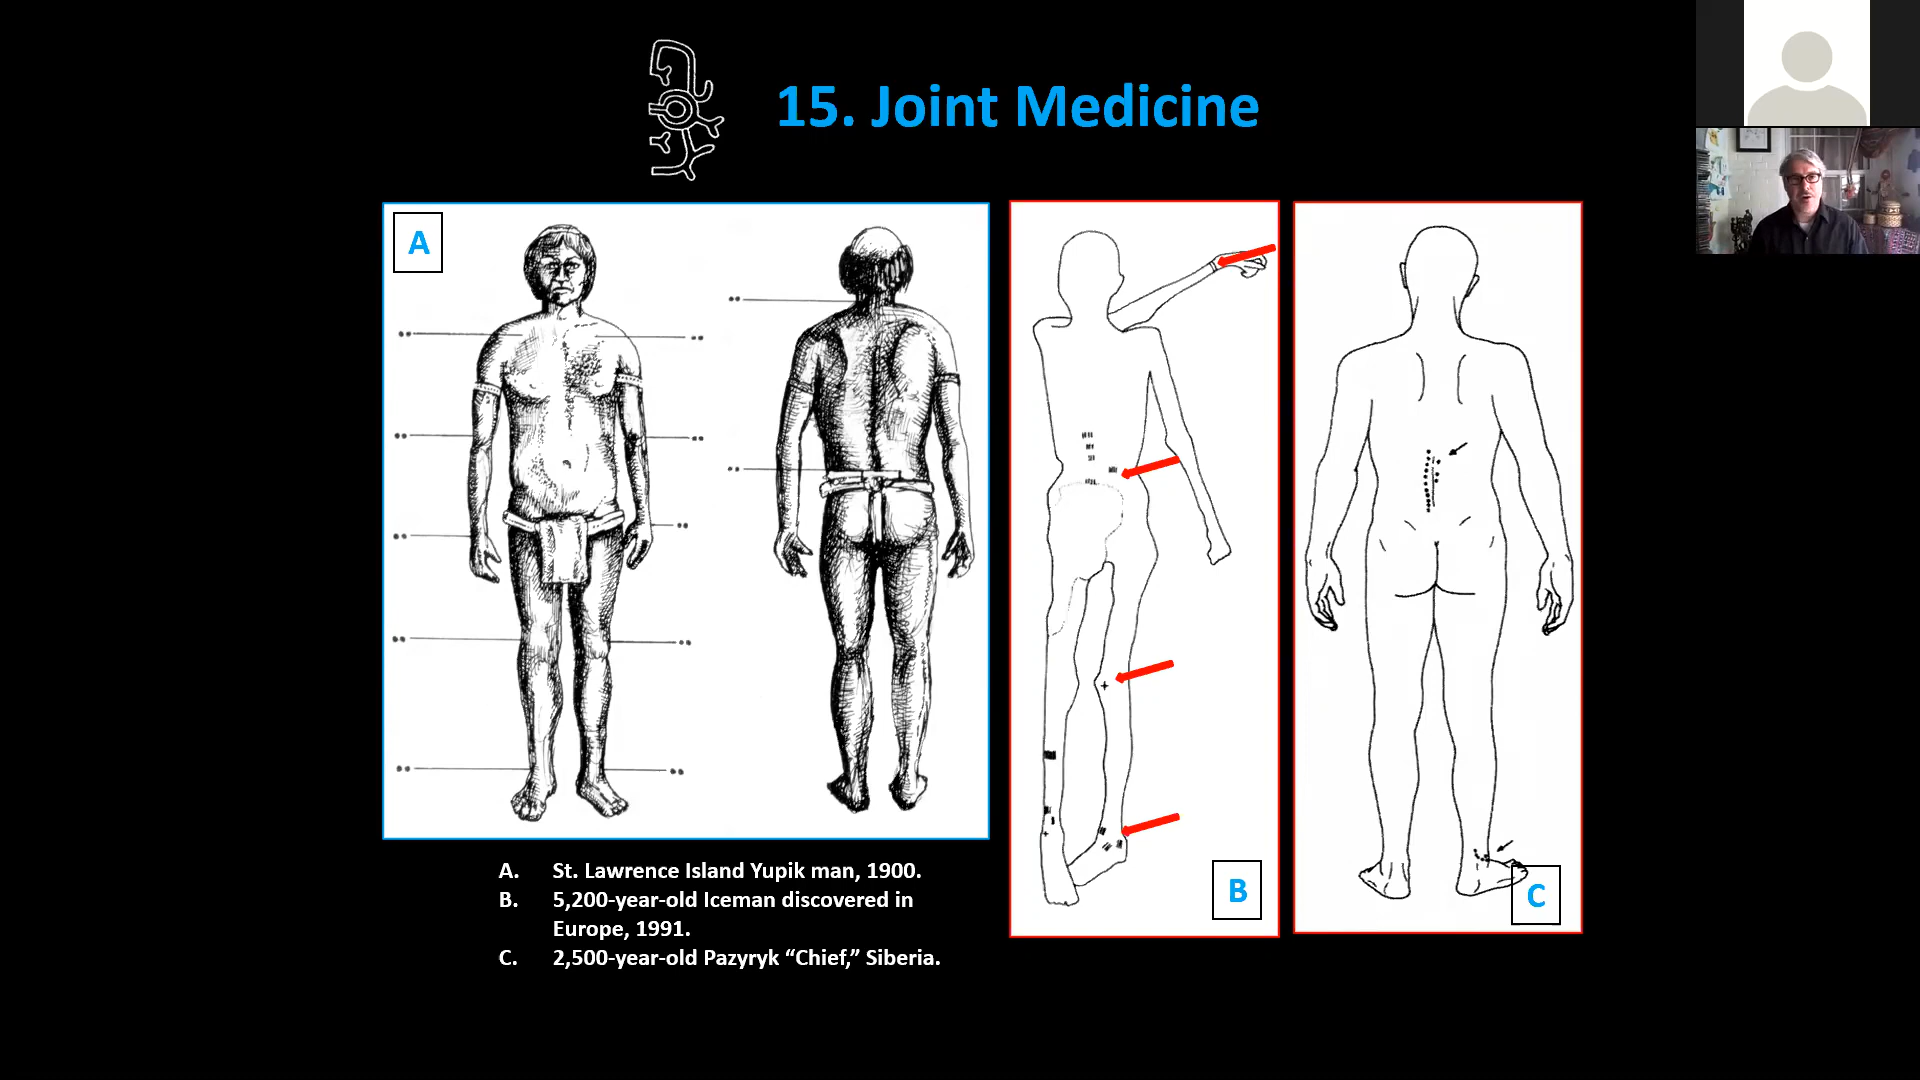 15. Joint Medicine
A
B
C
A. St. Lawrence Island Yupik man, 1900.
B. 5,200-year-old Iceman discovered in
Europe, 1991.
C. 2,500-year-old Pazyryk “Chief,” Siberia.